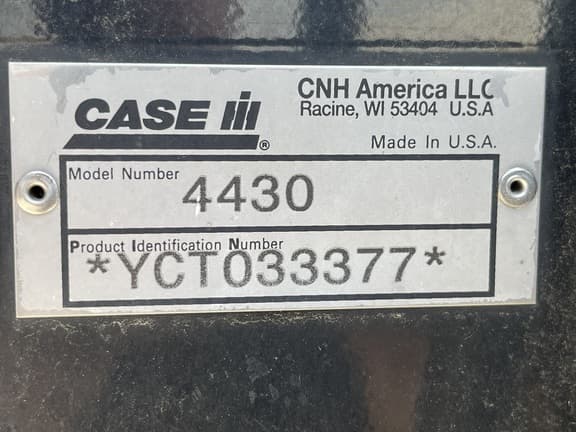 CASE IH®
CNH America LLC
Racine, WI 53404 U.S.A
Made In U.S.A.
Model Number
4430
Product Identification Number
*YCT033377*